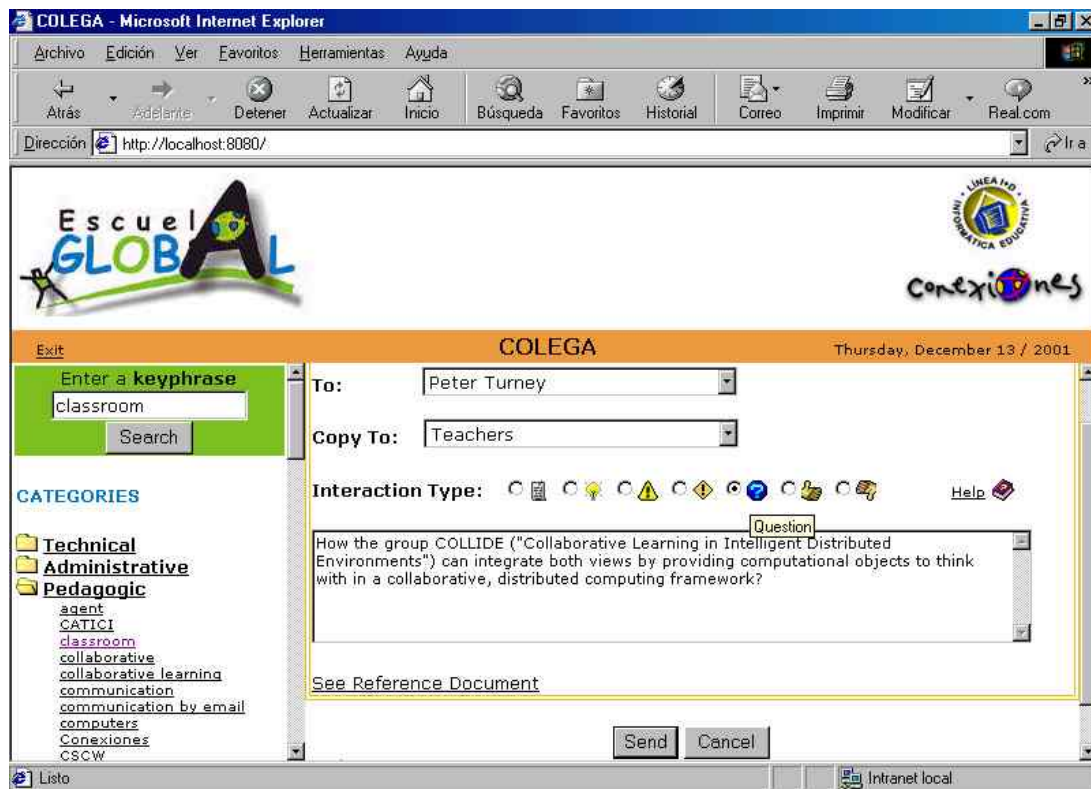 COLEGA - Microsoft Internet Explorer
Archivo Edición Ver Favoritos Herramientas Ayuda
Atrás Adelante Detener Actualizar Inicio Búsqueda Favoritos Historial Correo Imprimir Modificar Real.com
Dirección http://localhost:8080/ Ir a
Escuel A
GLOBAL
LÍNEA I+D
INFORMÁTICA EDUCATIVA
Conexiones
Exit COLEGA Thursday, December 13 / 2001
Enter a keyphrase
classroom
Search
CATEGORIES
Technical
Administrative
Pedagogic
agent
CATICI
classroom
collaborative
collaborative learning
communication
communication by email
computers
Conexiones
CSCW
To: Peter Turney
Copy To: Teachers
Interaction Type: Help
Question
How the group COLLIDE ("Collaborative Learning in Intelligent Distributed
Environments") can integrate both views by providing computational objects to think
with in a collaborative, distributed computing framework?
See Reference Document
Send Cancel
Listo Intranet local